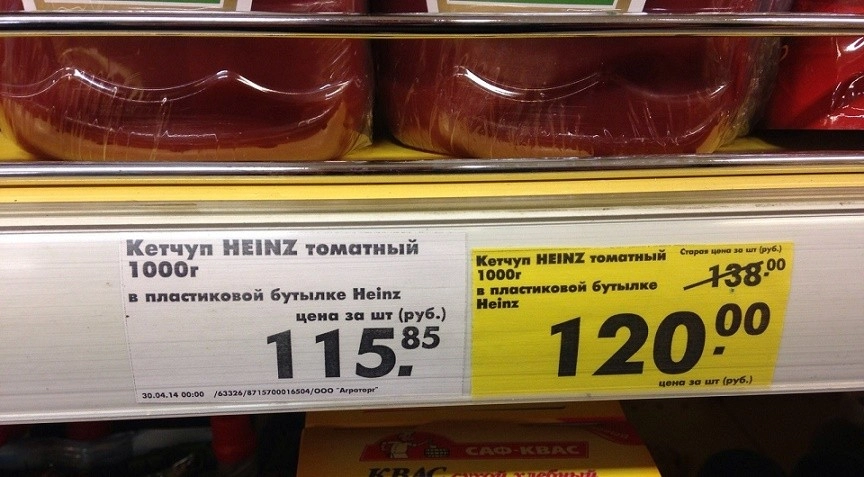 Кетчуп HEINZ томатный
1000г
в пластиковой бутылке Heinz
цена за шт (руб.)
115.85
30.04.14 00:00 /63326/8715700016504/ООО "Агроторг"
Кетчуп HEINZ томатный
1000г
в пластиковой бутылке
Heinz
Старая цена за шт (руб.)
138.00
120.00
цена за шт (руб.)
САФ-КВАС
КВАС сухой хлебный